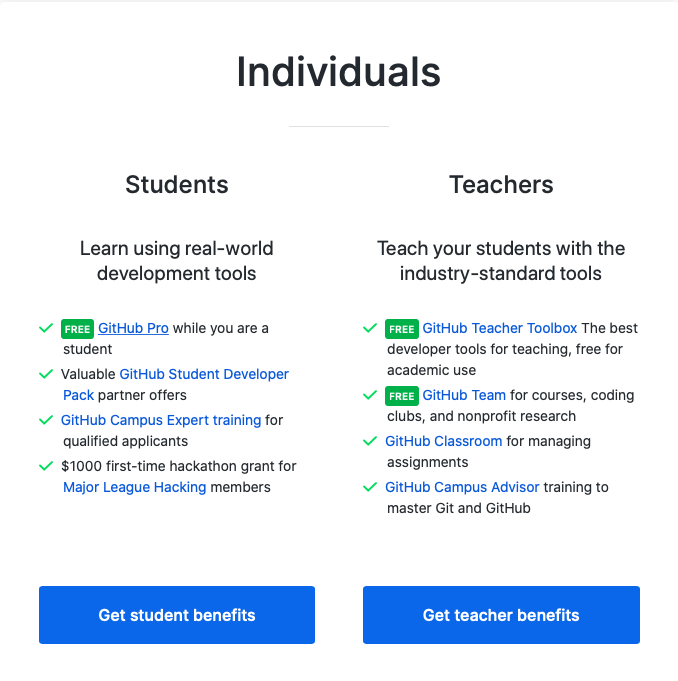 Individuals
Students
Learn using real-world
development tools
FREE GitHub Pro while you are a
student
Valuable GitHub Student Developer
Pack partner offers
GitHub Campus Expert training for
qualified applicants
$1000 first-time hackathon grant for
Major League Hacking members
Get student benefits
Teachers
Teach your students with the
industry-standard tools
FREE GitHub Teacher Toolbox The best
developer tools for teaching, free for
academic use
FREE GitHub Team for courses, coding
clubs, and nonprofit research
GitHub Classroom for managing
assignments
GitHub Campus Advisor training to
master Git and GitHub
Get teacher benefits